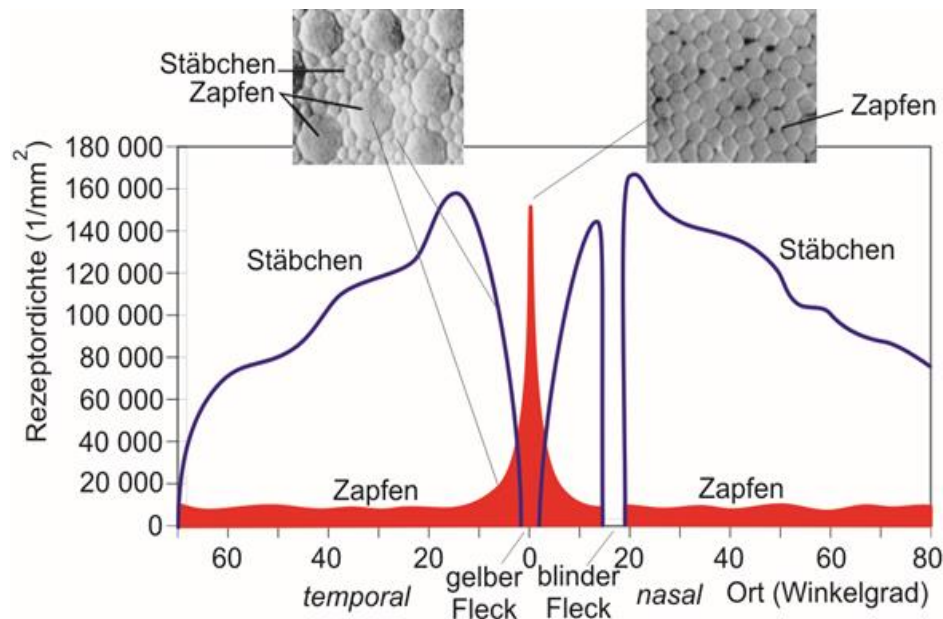 Stäbchen
Zapfen
Zapfen
180 000
160 000
140 000
120 000
100 000
80 000
60 000
40 000
20 000
0
Rezeptordichte (1/mm²)
Stäbchen
Stäbchen
Zapfen
Zapfen
60 40 20 0 20 40 60 80
temporal gelber blinder nasal Ort (Winkelgrad)
Fleck Fleck